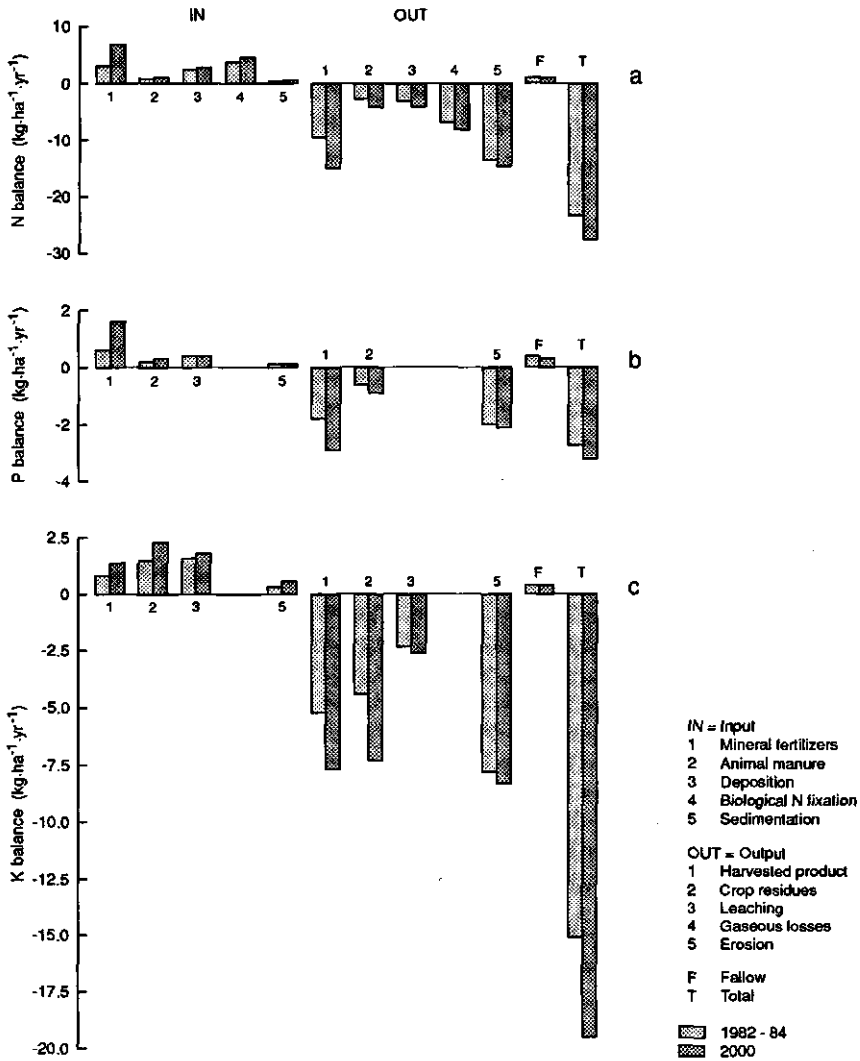 IN OUT
10
0
-10
-20
-30
N balance (kg·ha⁻¹·yr⁻¹)
1 2 3 4 5
1 2 3 4 5
F T
a
2
0
-2
-4
P balance (kg·ha⁻¹·yr⁻¹)
1 2 3 5
1 2 5
F T
b
2.5
0
-2.5
-5.0
-7.5
-10.0
-12.5
-15.0
-17.5
-20.0
K balance (kg·ha⁻¹·yr⁻¹)
1 2 3 5
1 2 3 5
F T
c
IN = Input
1 Mineral fertilizers
2 Animal manure
3 Deposition
4 Biological N fixation
5 Sedimentation
OUT = Output
1 Harvested product
2 Crop residues
3 Leaching
4 Gaseous losses
5 Erosion
F Fallow
T Total
1982 - 84
2000